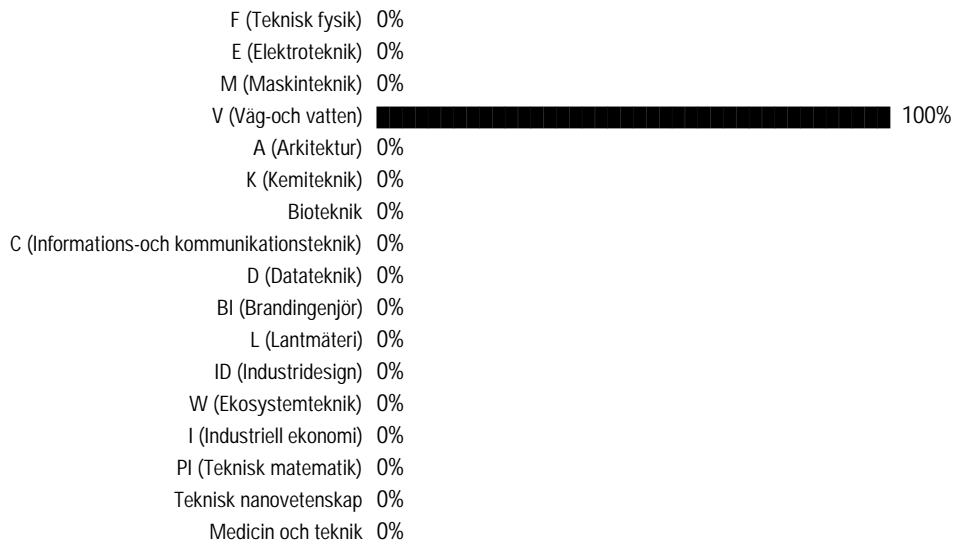 F (Teknisk fysik) 0%
E (Elektroteknik) 0%
M (Maskinteknik) 0%
V (Väg-och vatten) 100%
A (Arkitektur) 0%
K (Kemiteknik) 0%
Bioteknik 0%
C (Informations-och kommunikationsteknik) 0%
D (Datateknik) 0%
BI (Brandingenjör) 0%
L (Lantmäteri) 0%
ID (Industridesign) 0%
W (Ekosystemteknik) 0%
I (Industriell ekonomi) 0%
PI (Teknisk matematik) 0%
Teknisk nanovetenskap 0%
Medicin och teknik 0%